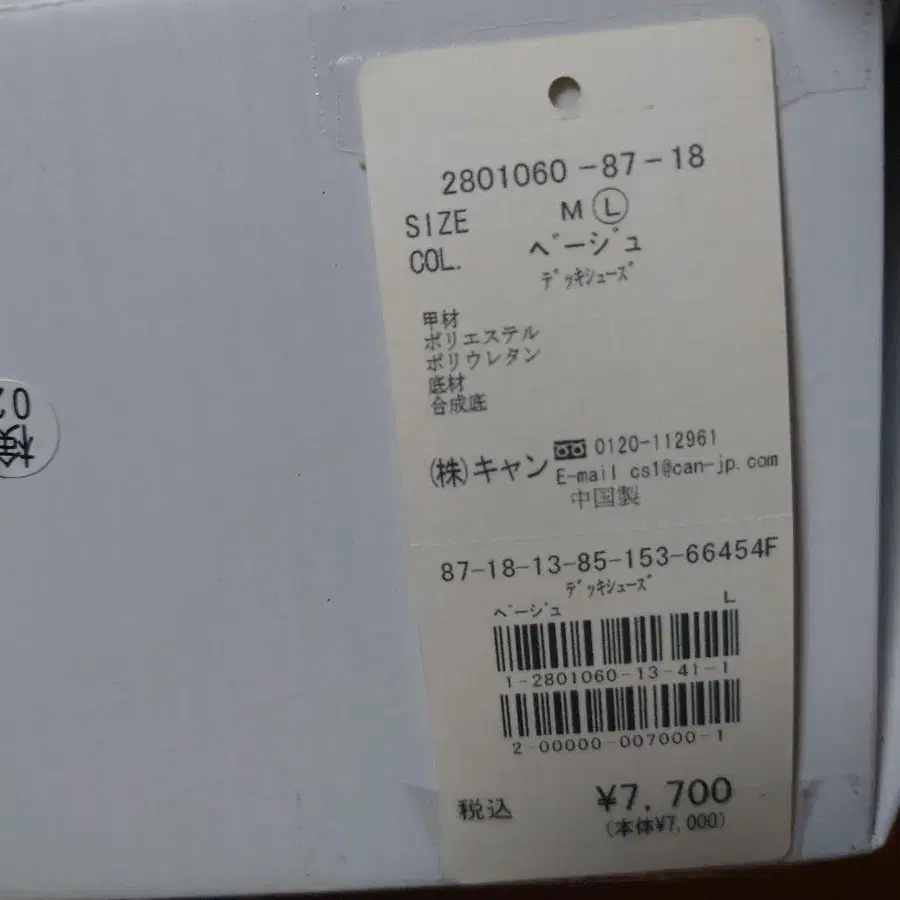 2801060-87-18
SIZE M Ⓛ
COL. ベージュ
デッキシューズ
甲材
ポリエステル
ポリウレタン
底材
合成底
(株)キャン 0120-112961
E-mail cs1@can-jp.com
中国製
87-18-13-85-153-66454F
デッキシューズ
ベージュ L
1-2801060-13-41-1
2-00000-007000-1
税込 ¥7,700
(本体¥7,000)
検
02